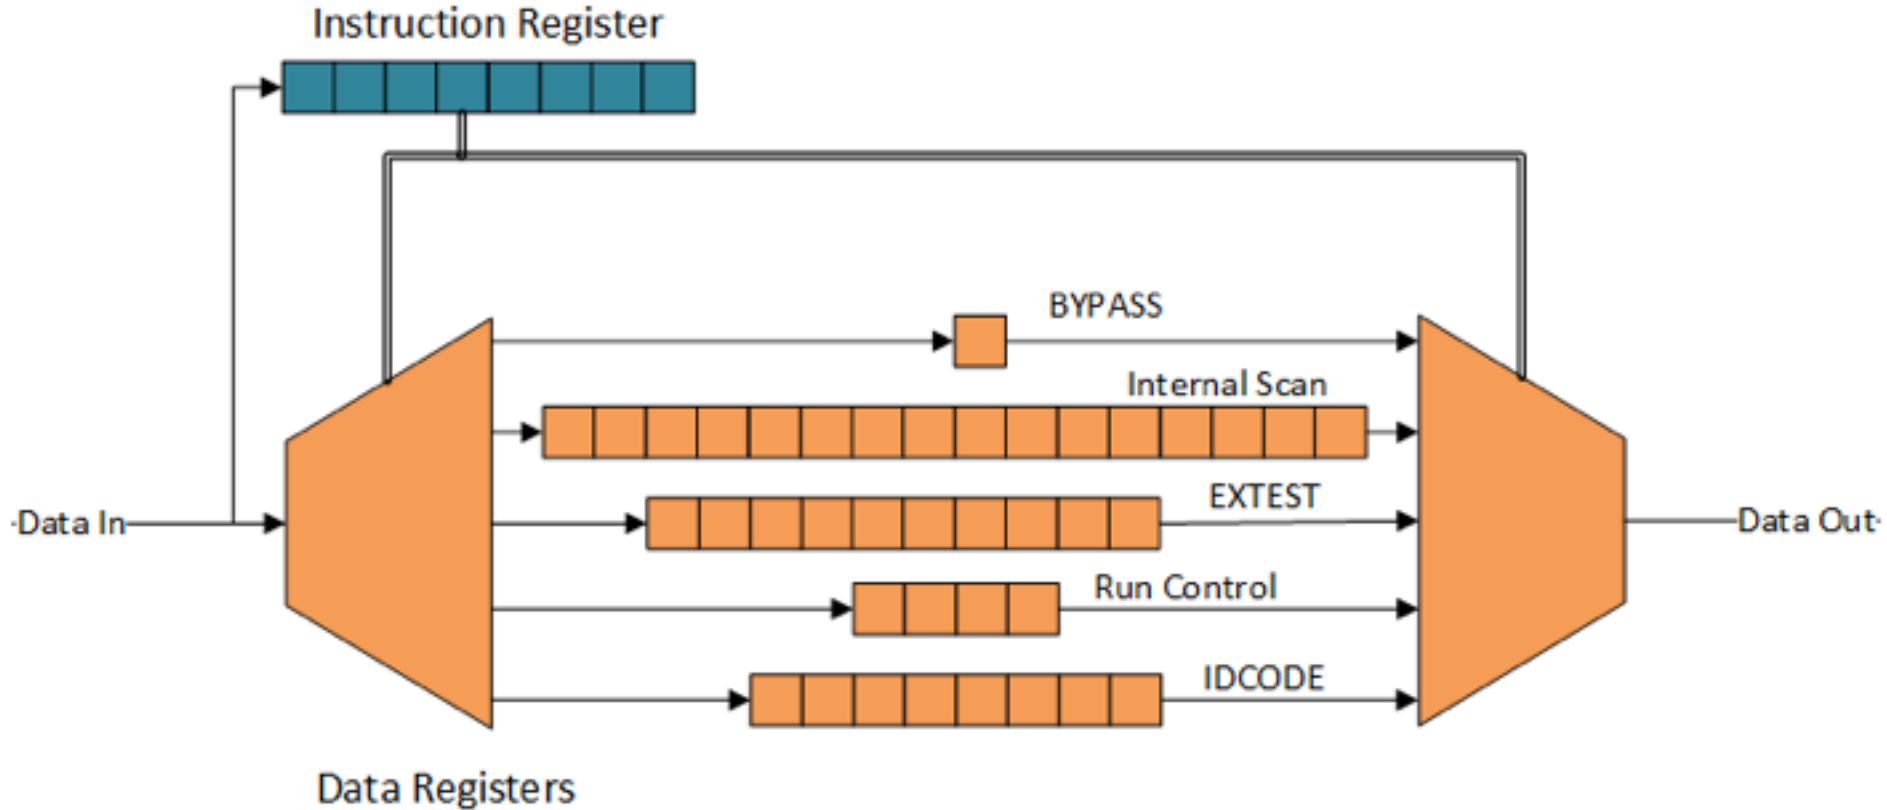 Instruction Register
BYPASS
Internal Scan
EXTEST
Data In
Data Out
Run Control
IDCODE
Data Registers